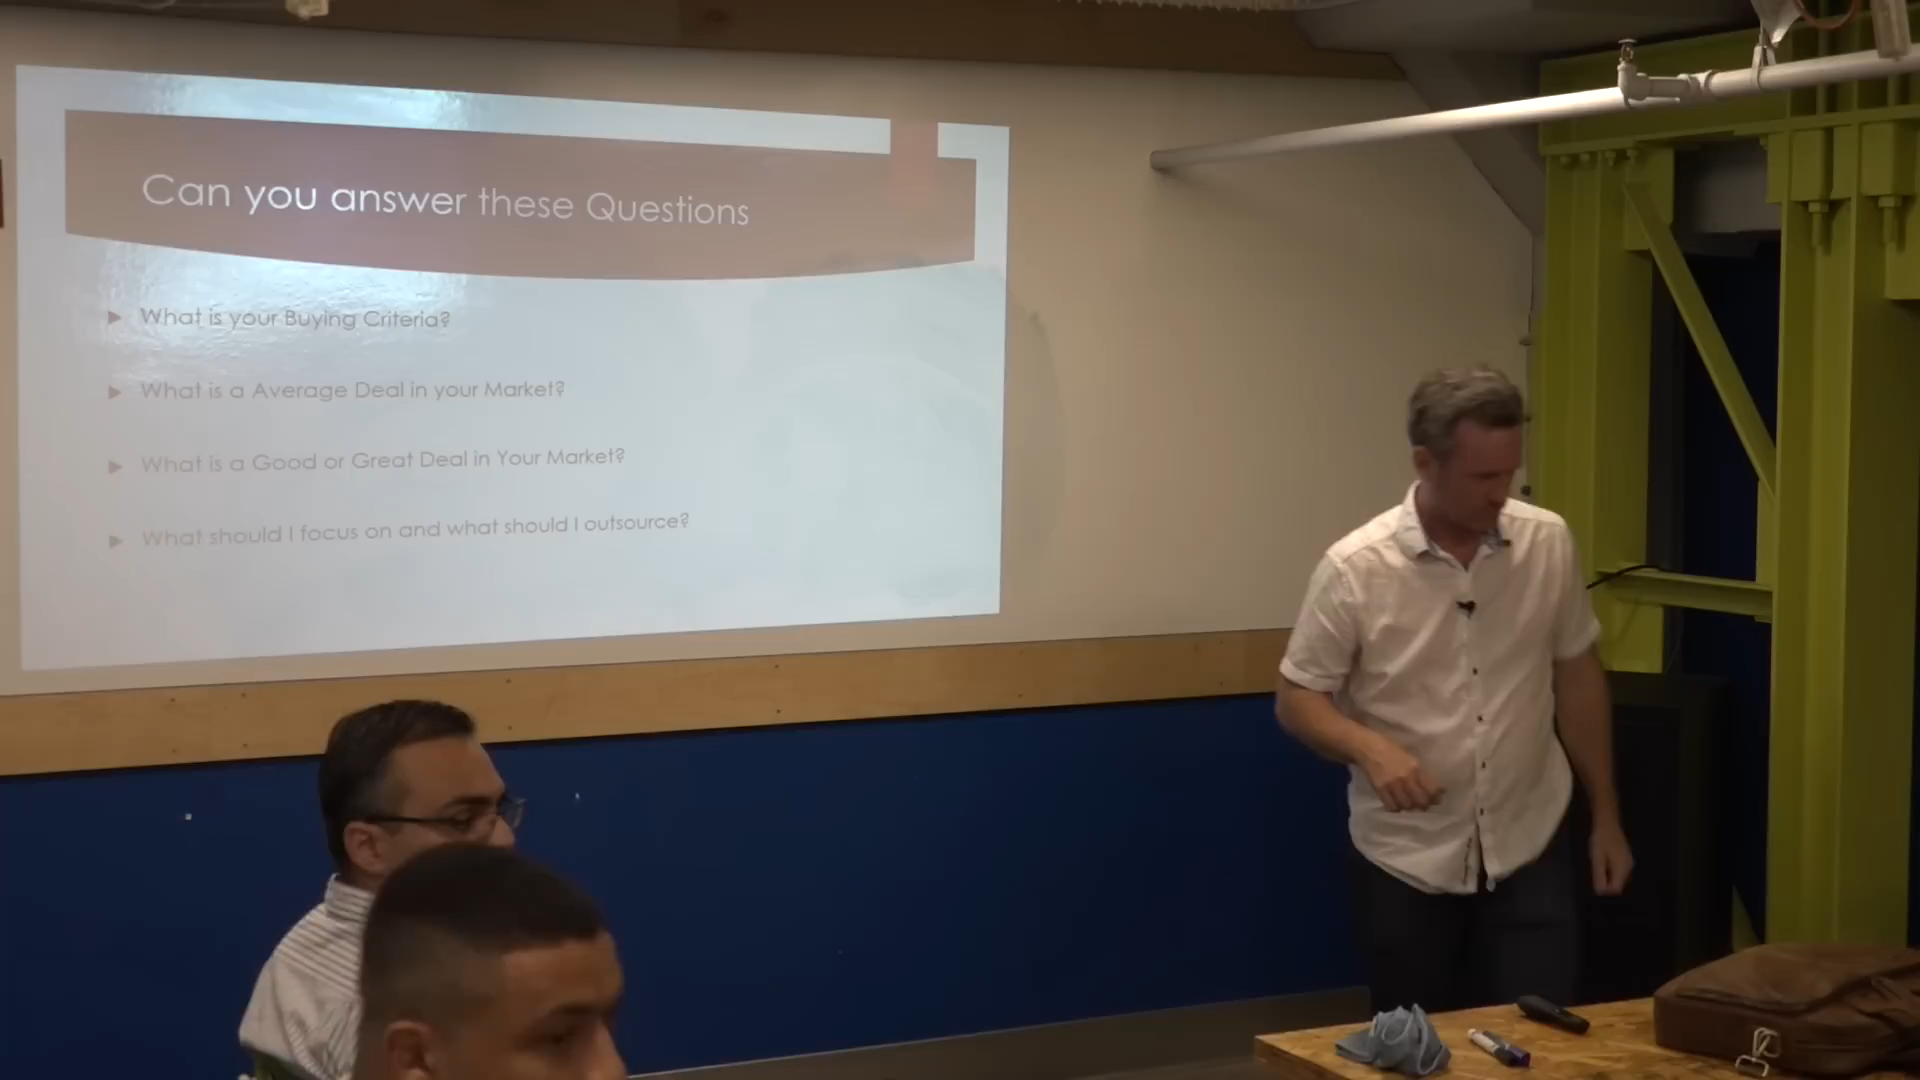 Can you answer these Questions
What is your Buying Criteria?
What is a Average Deal in your Market?
What is a Good or Great Deal in Your Market?
What should I focus on and what should I outsource?